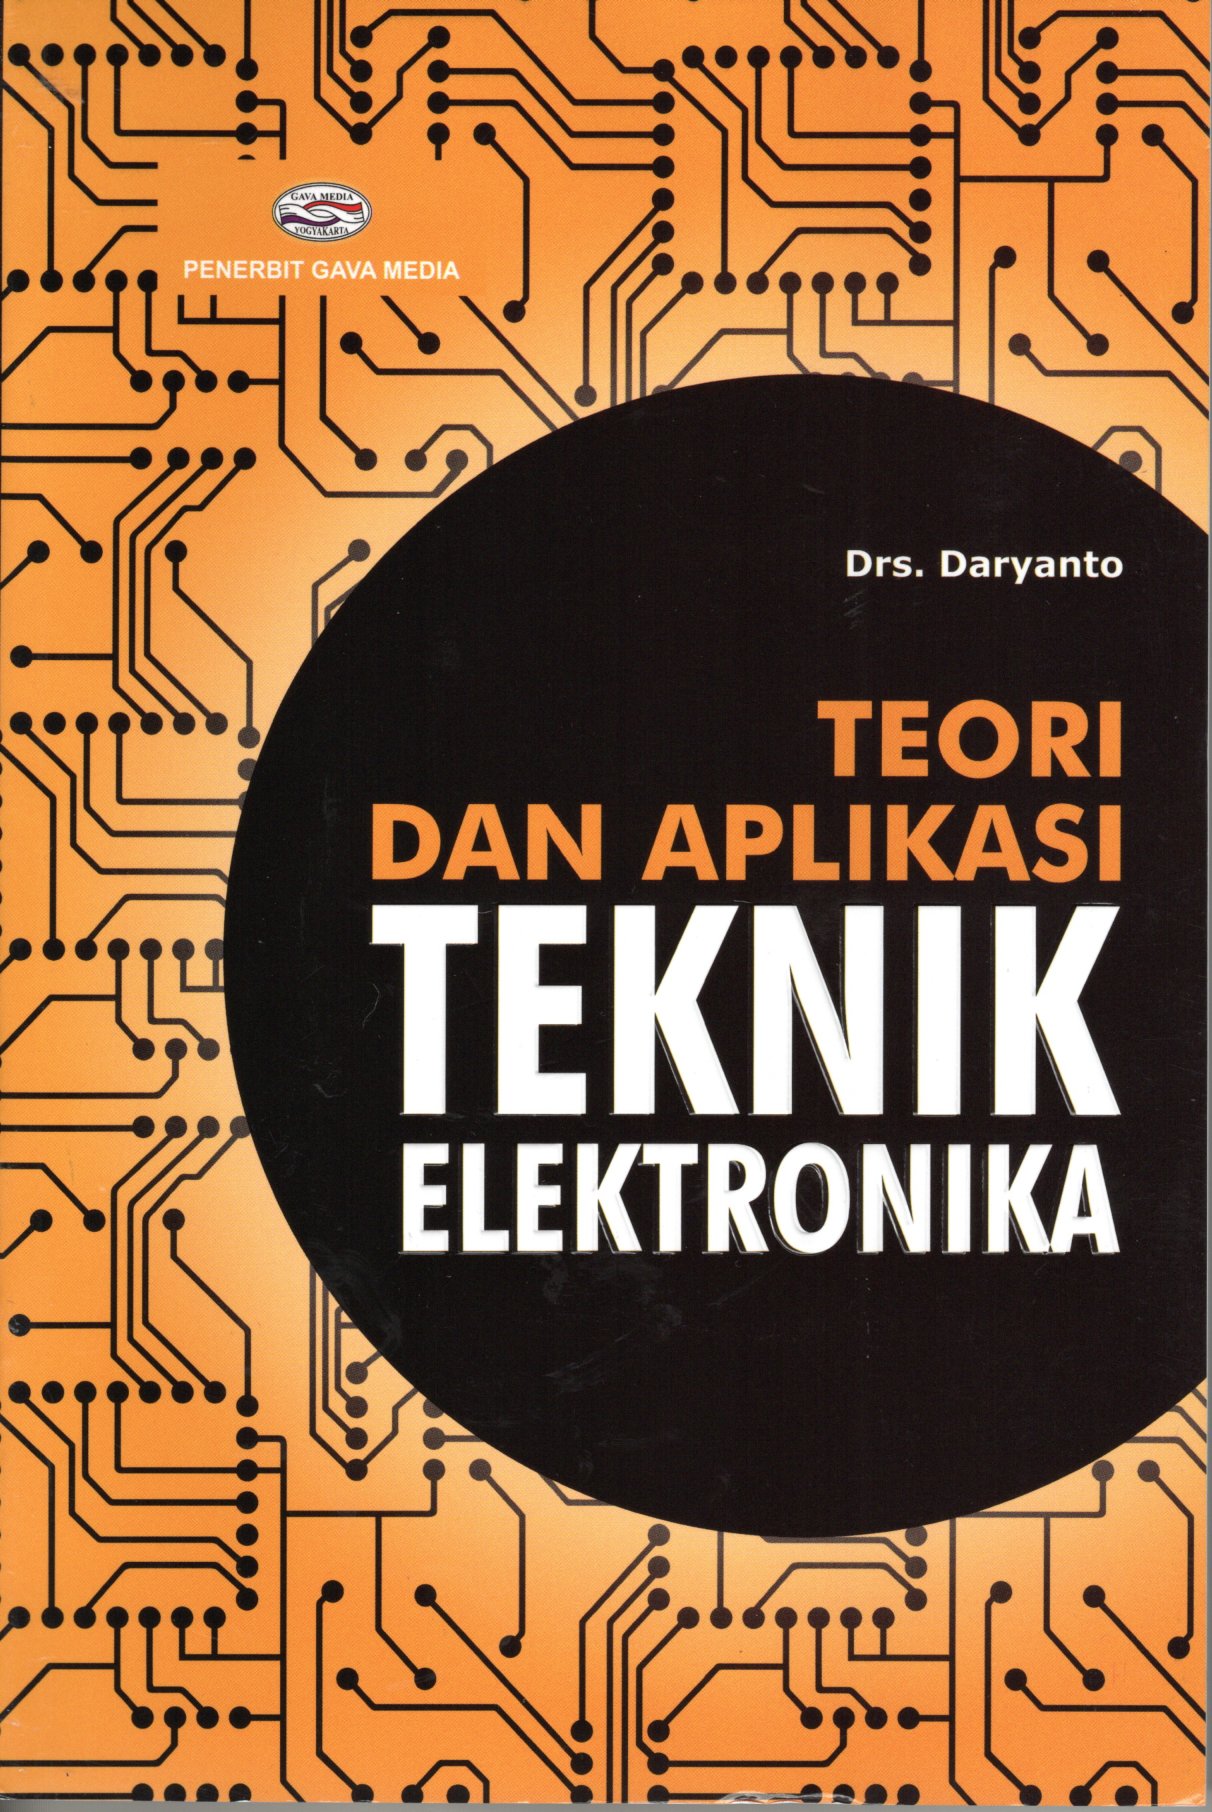 GAVA MEDIA
YOGYAKARTA
PENERBIT GAVA MEDIA
Drs. Daryanto
TEORI
DAN APLIKASI
TEKNIK
ELEKTRONIKA